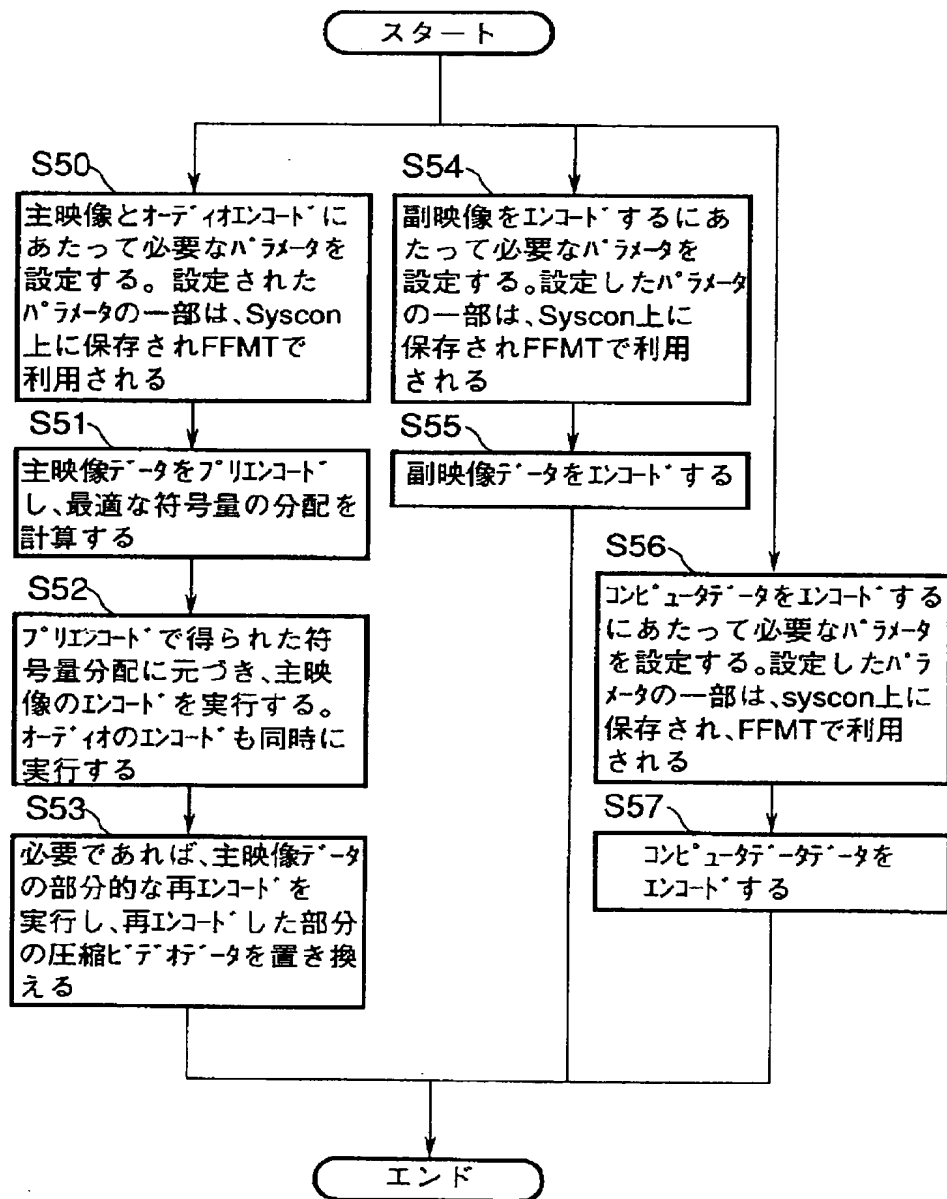 スタート
S50
主映像とオーディオエンコードに
あたって必要なパラメータを
設定する。設定された
パラメータの一部は、Syscon
上に保存されFFMTで
利用される
S51
主映像データをプリエンコード
し、最適な符号量の分配を
計算する
S52
プリエンコードで得られた符
号量分配に元づき、主映
像のエンコードを実行する。
オーディオのエンコードも同時に
実行する
S53
必要であれば、主映像データ
の部分的な再エンコードを
実行し、再エンコードした部分
の圧縮ビデオデータを置き換
える
S54
副映像をエンコードするにあ
たって必要なパラメータを
設定する。設定したパラメータ
の一部は、Syscon上に
保存されFFMTで利用
される
S55
副映像データをエンコードする
S56
コンピュータデータをエンコードする
にあたって必要なパラメータ
を設定する。設定したパラ
メータの一部は、syscon上に
保存され、FFMTで利用
される
S57
コンピュータデータデータを
エンコードする
エンド